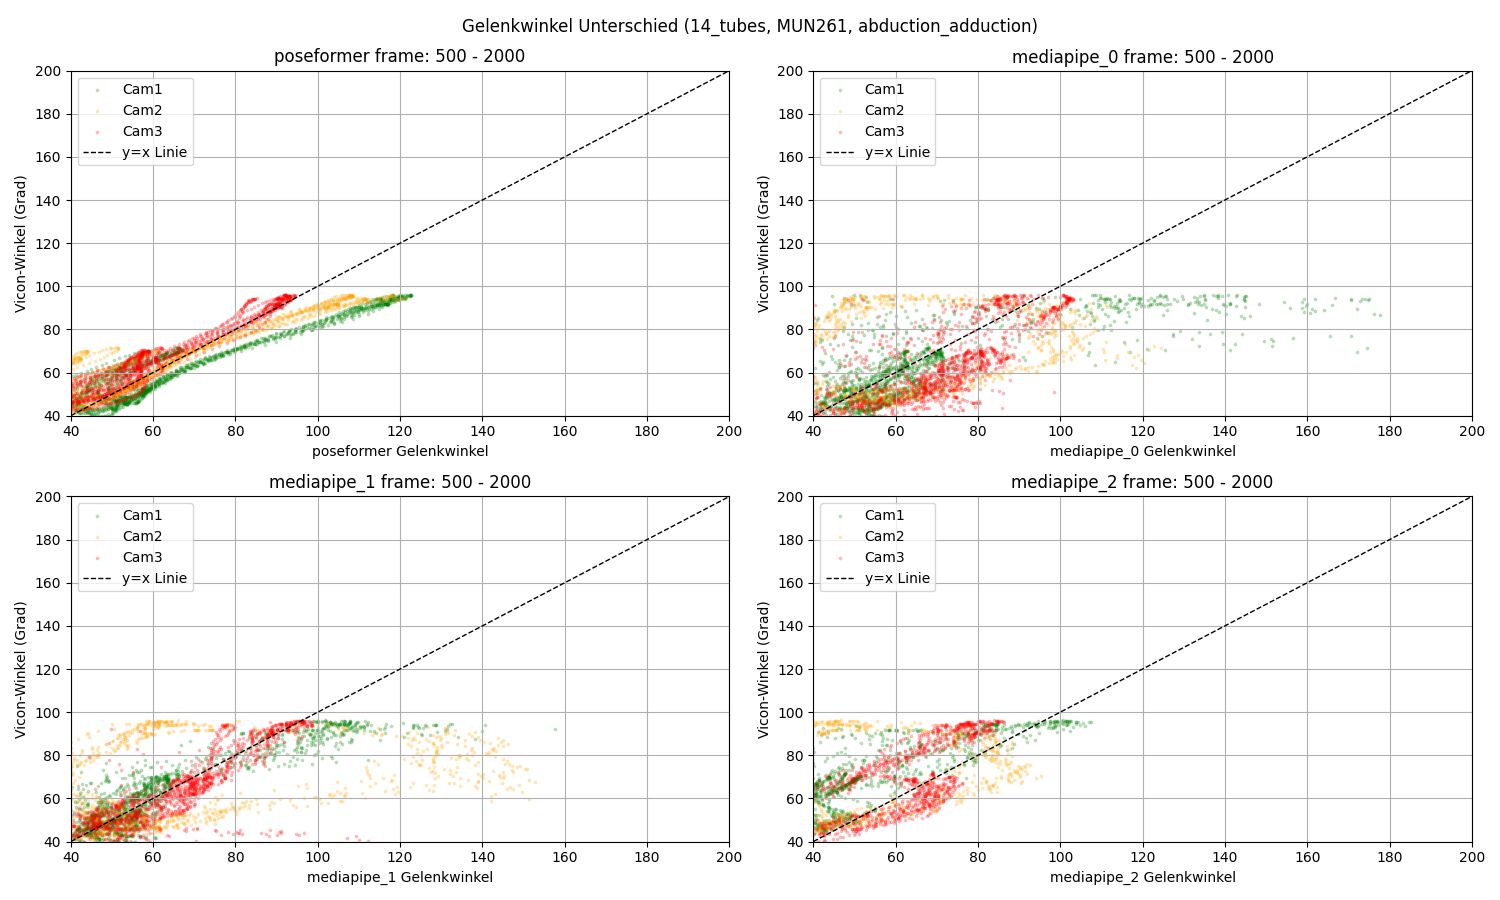 Gelenkwinkel Unterschied (14_tubes, MUN261, abduction_adduction)
poseformer frame: 500 - 2000
200
180
160
140
120
100
80
60
40
Vicon-Winkel (Grad)
Cam1
Cam2
Cam3
y=x Linie
40 60 80 100 120 140 160 180 200
poseformer Gelenkwinkel
mediapipe_0 frame: 500 - 2000
200
180
160
140
120
100
80
60
40
Vicon-Winkel (Grad)
Cam1
Cam2
Cam3
y=x Linie
40 60 80 100 120 140 160 180 200
mediapipe_0 Gelenkwinkel
mediapipe_1 frame: 500 - 2000
200
180
160
140
120
100
80
60
40
Vicon-Winkel (Grad)
Cam1
Cam2
Cam3
y=x Linie
40 60 80 100 120 140 160 180 200
mediapipe_1 Gelenkwinkel
mediapipe_2 frame: 500 - 2000
200
180
160
140
120
100
80
60
40
Vicon-Winkel (Grad)
Cam1
Cam2
Cam3
y=x Linie
40 60 80 100 120 140 160 180 200
mediapipe_2 Gelenkwinkel